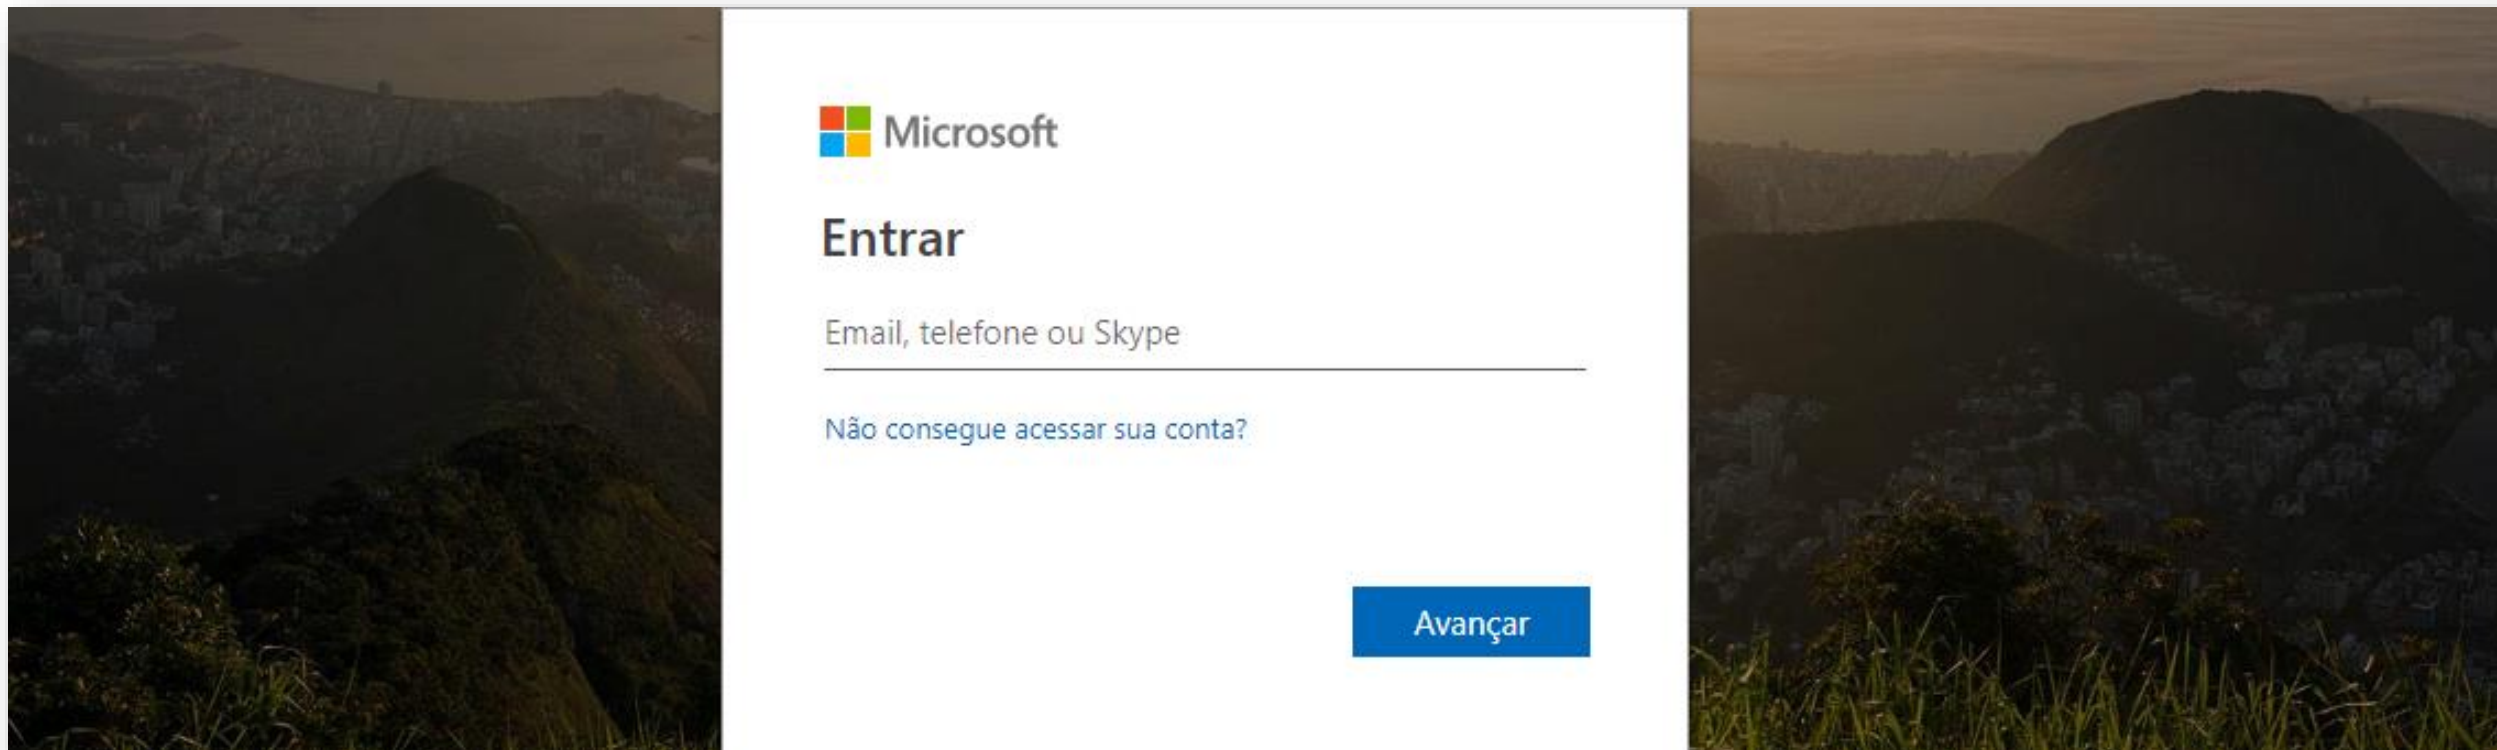 Microsoft
Entrar
Email, telefone ou Skype
Não consegue acessar sua conta?
Avançar